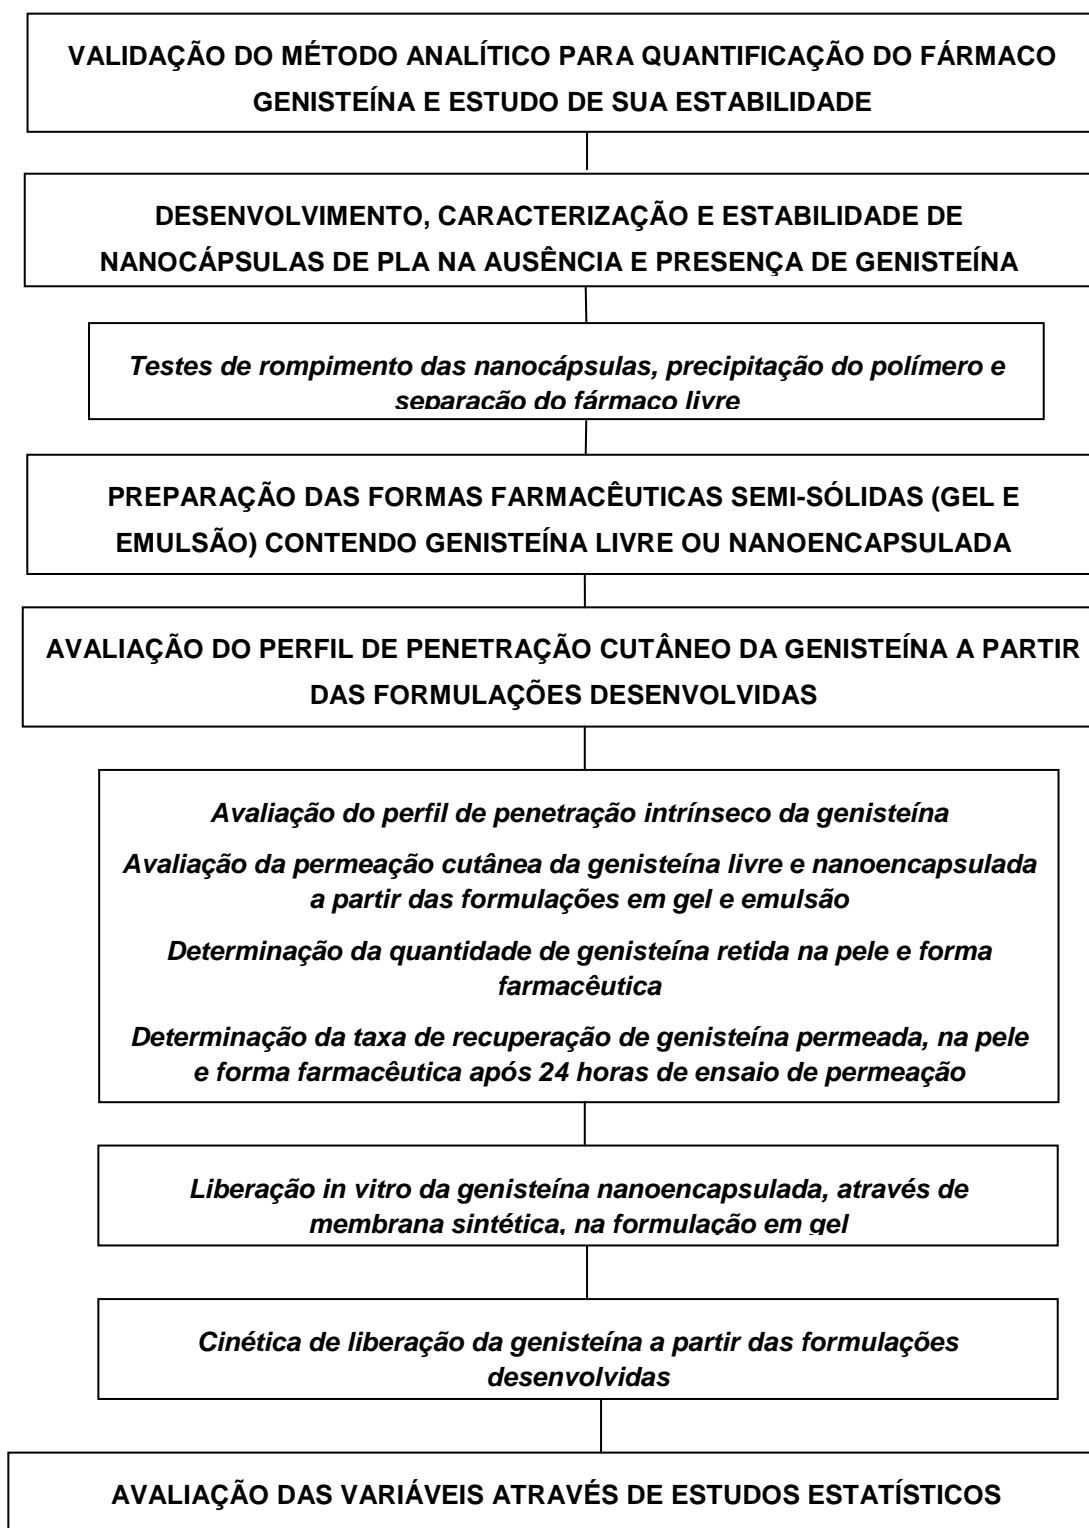 VALIDAÇÃO DO MÉTODO ANALÍTICO PARA QUANTIFICAÇÃO DO FÁRMACO
GENISTEÍNA E ESTUDO DE SUA ESTABILIDADE
DESENVOLVIMENTO, CARACTERIZAÇÃO E ESTABILIDADE DE
NANOCÁPSULAS DE PLA NA AUSÊNCIA E PRESENÇA DE GENISTEÍNA
Testes de rompimento das nanocápsulas, precipitação do polímero e
separação do fármaco livre
PREPARAÇÃO DAS FORMAS FARMACÊUTICAS SEMI-SÓLIDAS (GEL E
EMULSÃO) CONTENDO GENISTEÍNA LIVRE OU NANOENCAPSULADA
AVALIAÇÃO DO PERFIL DE PENETRAÇÃO CUTÂNEO DA GENISTEÍNA A PARTIR
DAS FORMULAÇÕES DESENVOLVIDAS
Avaliação do perfil de penetração intrínseco da genisteína
Avaliação da permeação cutânea da genisteína livre e nanoencapsulada
a partir das formulações em gel e emulsão
Determinação da quantidade de genisteína retida na pele e forma
farmacêutica
Determinação da taxa de recuperação de genisteína permeada, na pele
e forma farmacêutica após 24 horas de ensaio de permeação
Liberação in vitro da genisteína nanoencapsulada, através de
membrana sintética, na formulação em gel
Cinética de liberação da genisteína a partir das formulações
desenvolvidas
AVALIAÇÃO DAS VARIÁVEIS ATRAVÉS DE ESTUDOS ESTATÍSTICOS